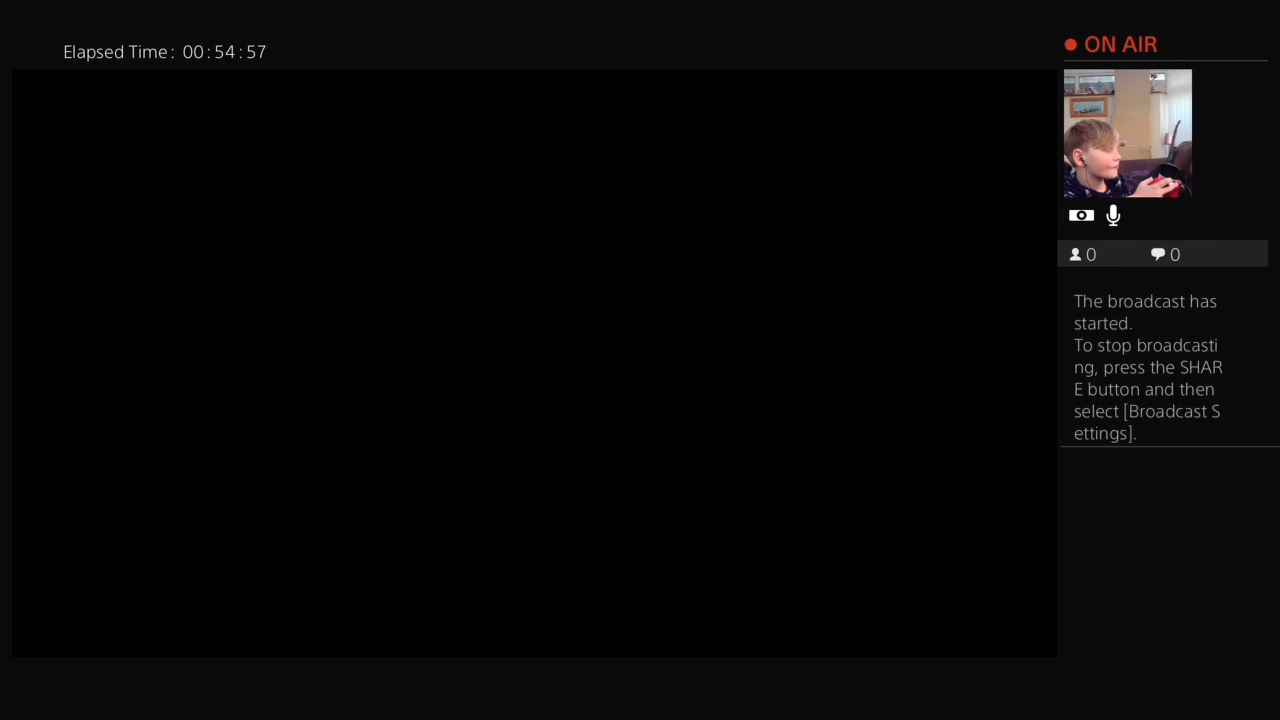 Elapsed Time: 00:54:57
ON AIR
0 0
The broadcast has
started.
To stop broadcasti
ng, press the SHAR
E button and then
select [Broadcast S
ettings].